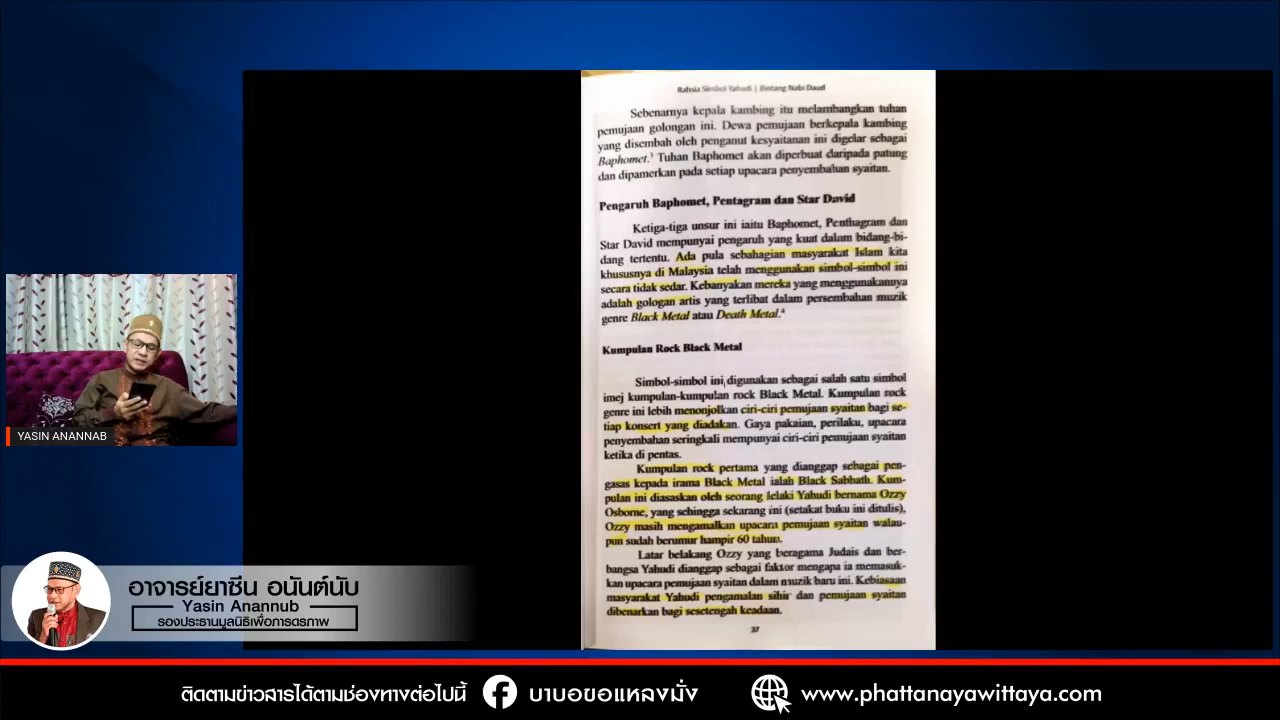 Rahsia Simbol Yahudi | Bintang Nabi Daud
Sebenarnya kepala kambing itu melambangkan tuhan
pemujaan golongan ini. Dewa pemujaan berkepala kambing
yang disembah oleh penganut kesyaitanan ini digelar sebagai
Baphomet.³ Tuhan Baphomet akan diperbuat daripada patung
dan dipamerkan pada setiap upacara penyembahan syaitan.
Pengaruh Baphomet, Pentagram dan Star David
Ketiga-tiga unsur ini iaitu Baphomet, Penthagram dan
Star David mempunyai pengaruh yang kuat dalam bidang-bi-
dang tertentu. Ada pula sebahagian masyarakat Islam kita
khususnya di Malaysia telah menggunakan simbol-simbol ini
secara tidak sedar. Kebanyakan mereka yang menggunakannya
adalah gologan artis yang terlibat dalam persembahan muzik
genre Black Metal atau Death Metal.⁴
Kumpulan Rock Black Metal
Simbol-simbol ini digunakan sebagai salah satu simbol
imej kumpulan-kumpulan rock Black Metal. Kumpulan rock
genre ini lebih menonjolkan ciri-ciri pemujaan syaitan bagi se-
tiap konsert yang diadakan. Gaya pakaian, perilaku, upacara
penyembahan seringkali mempunyai ciri-ciri pemujaan syaitan
ketika di pentas.
Kumpulan rock pertama yang dianggap sebagai pen-
gasas kepada irama Black Metal ialah Black Sabbath. Kum-
pulan ini diasaskan oleh seorang lelaki Yahudi bernama Ozzy
Osborne, yang sehingga sekarang ini (setakat buku ini ditulis),
Ozzy masih mengamalkan upacara pemujaan syaitan walau-
pun sudah berumur hampir 60 tahun.
Latar belakang Ozzy yang beragama Judais dan ber-
bangsa Yahudi dianggap sebagai faktor mengapa ia memasuk-
kan upacara pemujaan syaitan dalam muzik baru ini. Kebiasaan
masyarakat Yahudi pengamalan sihir dan pemujaan syaitan
dibenarkan bagi sesetengah keadaan.
37
YASIN ANANNAB
อาจารย์ยาซีน อนันต์นับ
Yasin Anannub
รองประธานมูลนิธิเพื่อการดรภาพ
ติดตามข่าวสารได้ตามช่องทางต่อไปนี้
บาบอขอแหลงมั่ง
www.phattanayawittaya.com